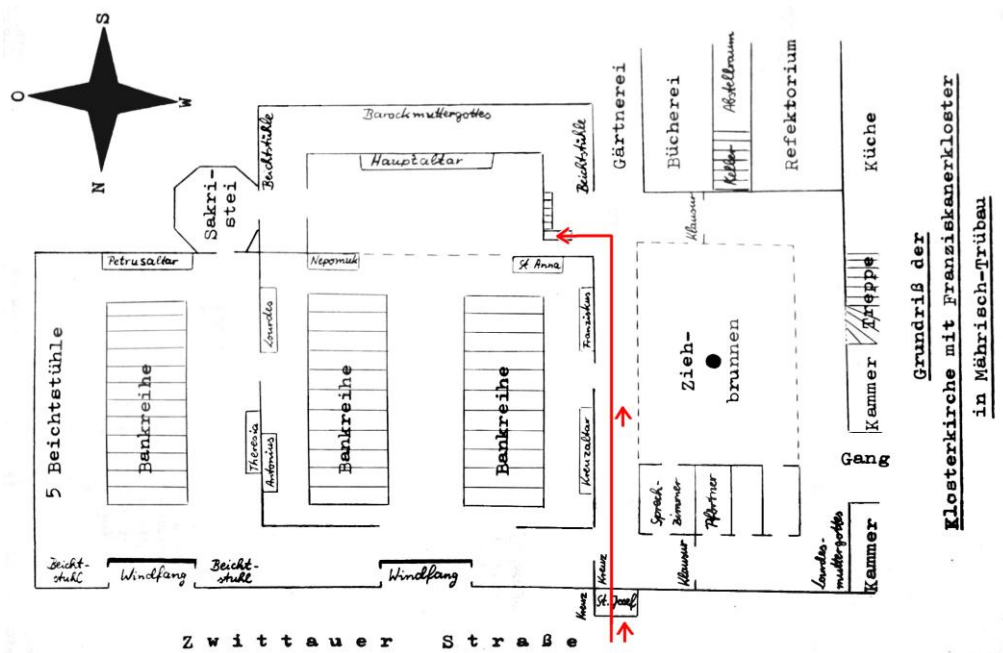 S
O
W
N
Barockmuttergottes
Beichtstühle
Hauptaltar
Beichtstühle
Gärtnerei
Bücherei
Keller
Abstellraum
Refektorium
Küche
Sakri-
stei
Klausur
Petrusaltar
Nepomuk
St. Anna
Treppe
5 Beichtstühle
Bankreihe
Lourdes
Bankreihe
Bankreihe
Franziskus
Zieh-
brunnen
Kammer
Theresia
Antonius
Kreuzaltar
Gang
Sprech-
zimmer
Pförtner
Beicht-
stuhl
Windfang
Beicht-
stuhl
Windfang
Kreuz
Kreuz
St. Josef
Klausur
Lourdes-
muttergottes
Kammer
Zwittauer Straße
Grundriß der
Klosterkirche mit Franziskanerkloster
in Mährisch-Trübau